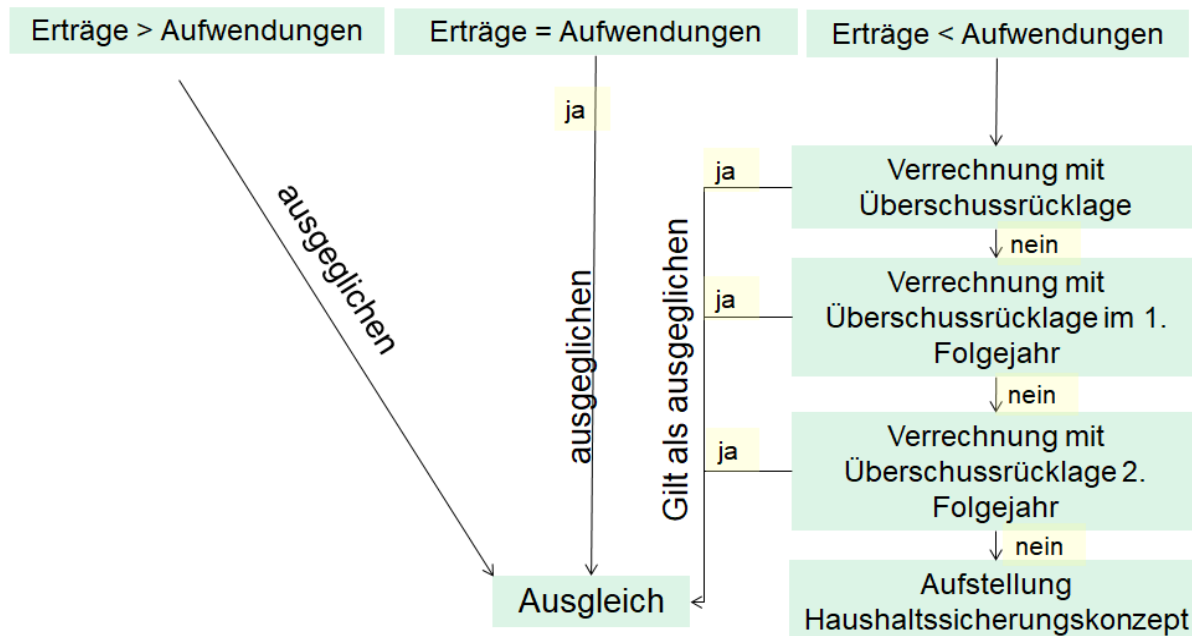 Erträge > Aufwendungen
Erträge = Aufwendungen
Erträge < Aufwendungen
ja
ausgeglichen
ausgeglichen
Gilt als ausgeglichen
ja
Verrechnung mit
Überschussrücklage
nein
ja
Verrechnung mit
Überschussrücklage im 1.
Folgejahr
nein
ja
Verrechnung mit
Überschussrücklage 2.
Folgejahr
nein
Ausgleich
Aufstellung
Haushaltssicherungskonzept